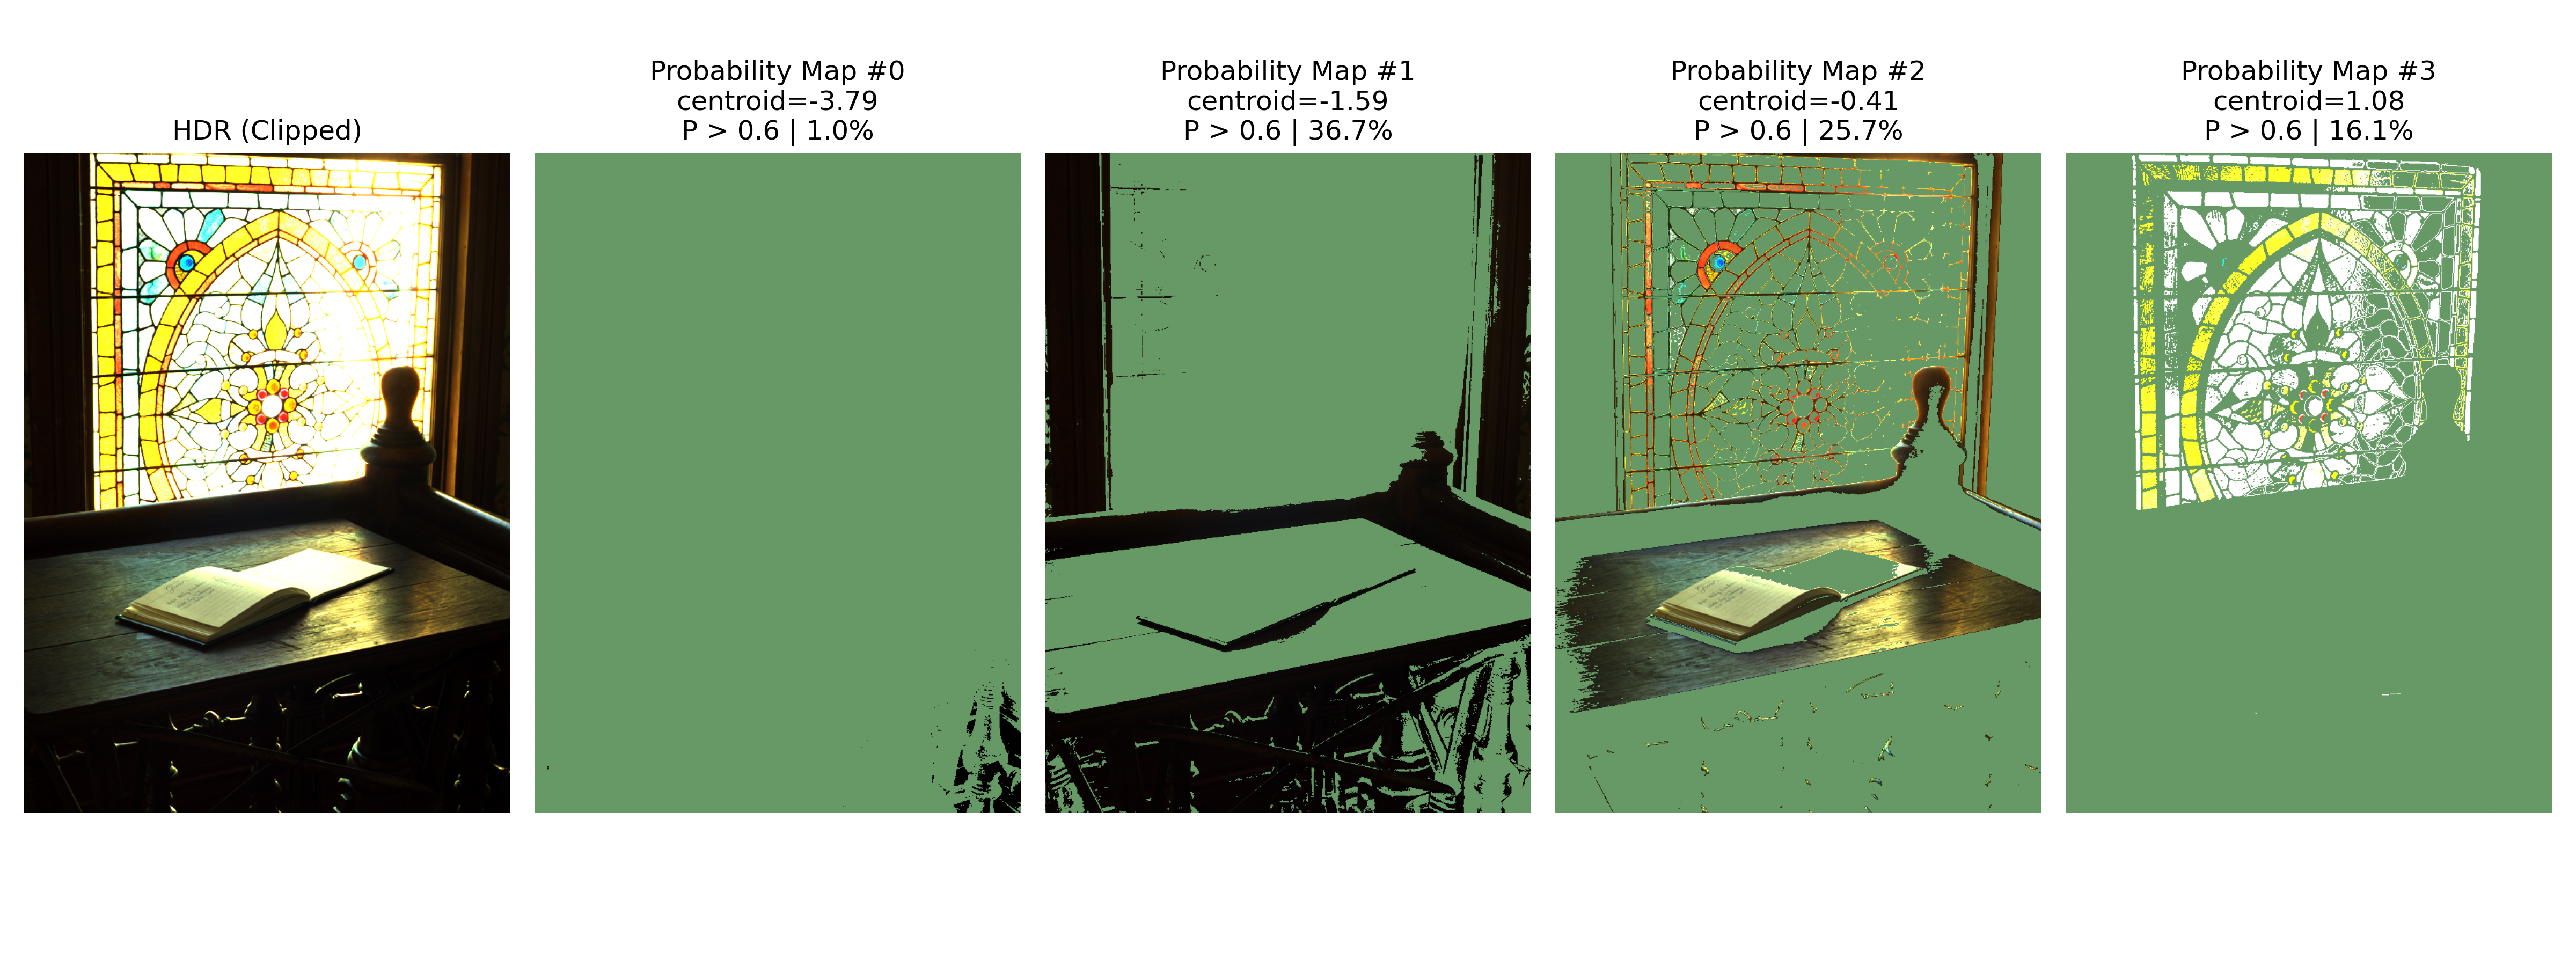 HDR (Clipped)
Probability Map #0
centroid=-3.79
P > 0.6 | 1.0%
Probability Map #1
centroid=-1.59
P > 0.6 | 36.7%
Probability Map #2
centroid=-0.41
P > 0.6 | 25.7%
Probability Map #3
centroid=1.08
P > 0.6 | 16.1%